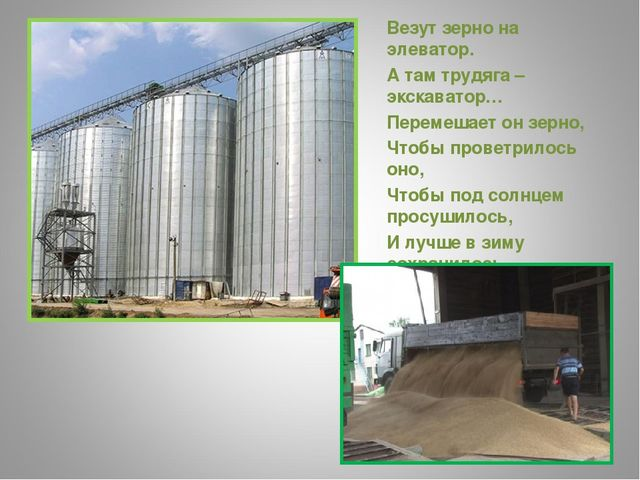 Везут зерно на
элеватор.
А там трудяга –
экскаватор…
Перемешает он зерно,
Чтобы проветрилось
оно,
Чтобы под солнцем
просушилось,
И лучше в зиму